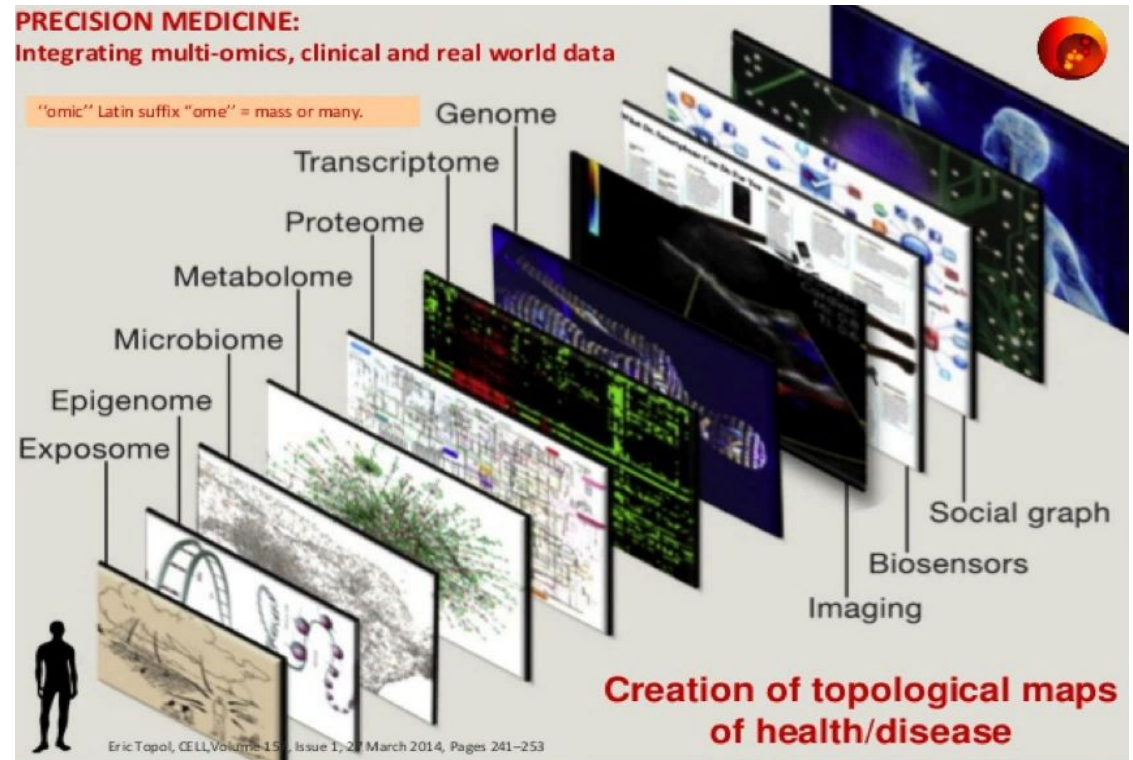 PRECISION MEDICINE:
Integrating multi-omics, clinical and real world data
“omic” Latin suffix “ome” = mass or many.
Genome
Transcriptome
Proteome
Metabolome
Microbiome
Epigenome
Exposome
Social graph
Biosensors
Imaging
Creation of topological maps
of health/disease
Eric Topol, CELL, Volume 15 , Issue 1, 27 March 2014, Pages 241–253